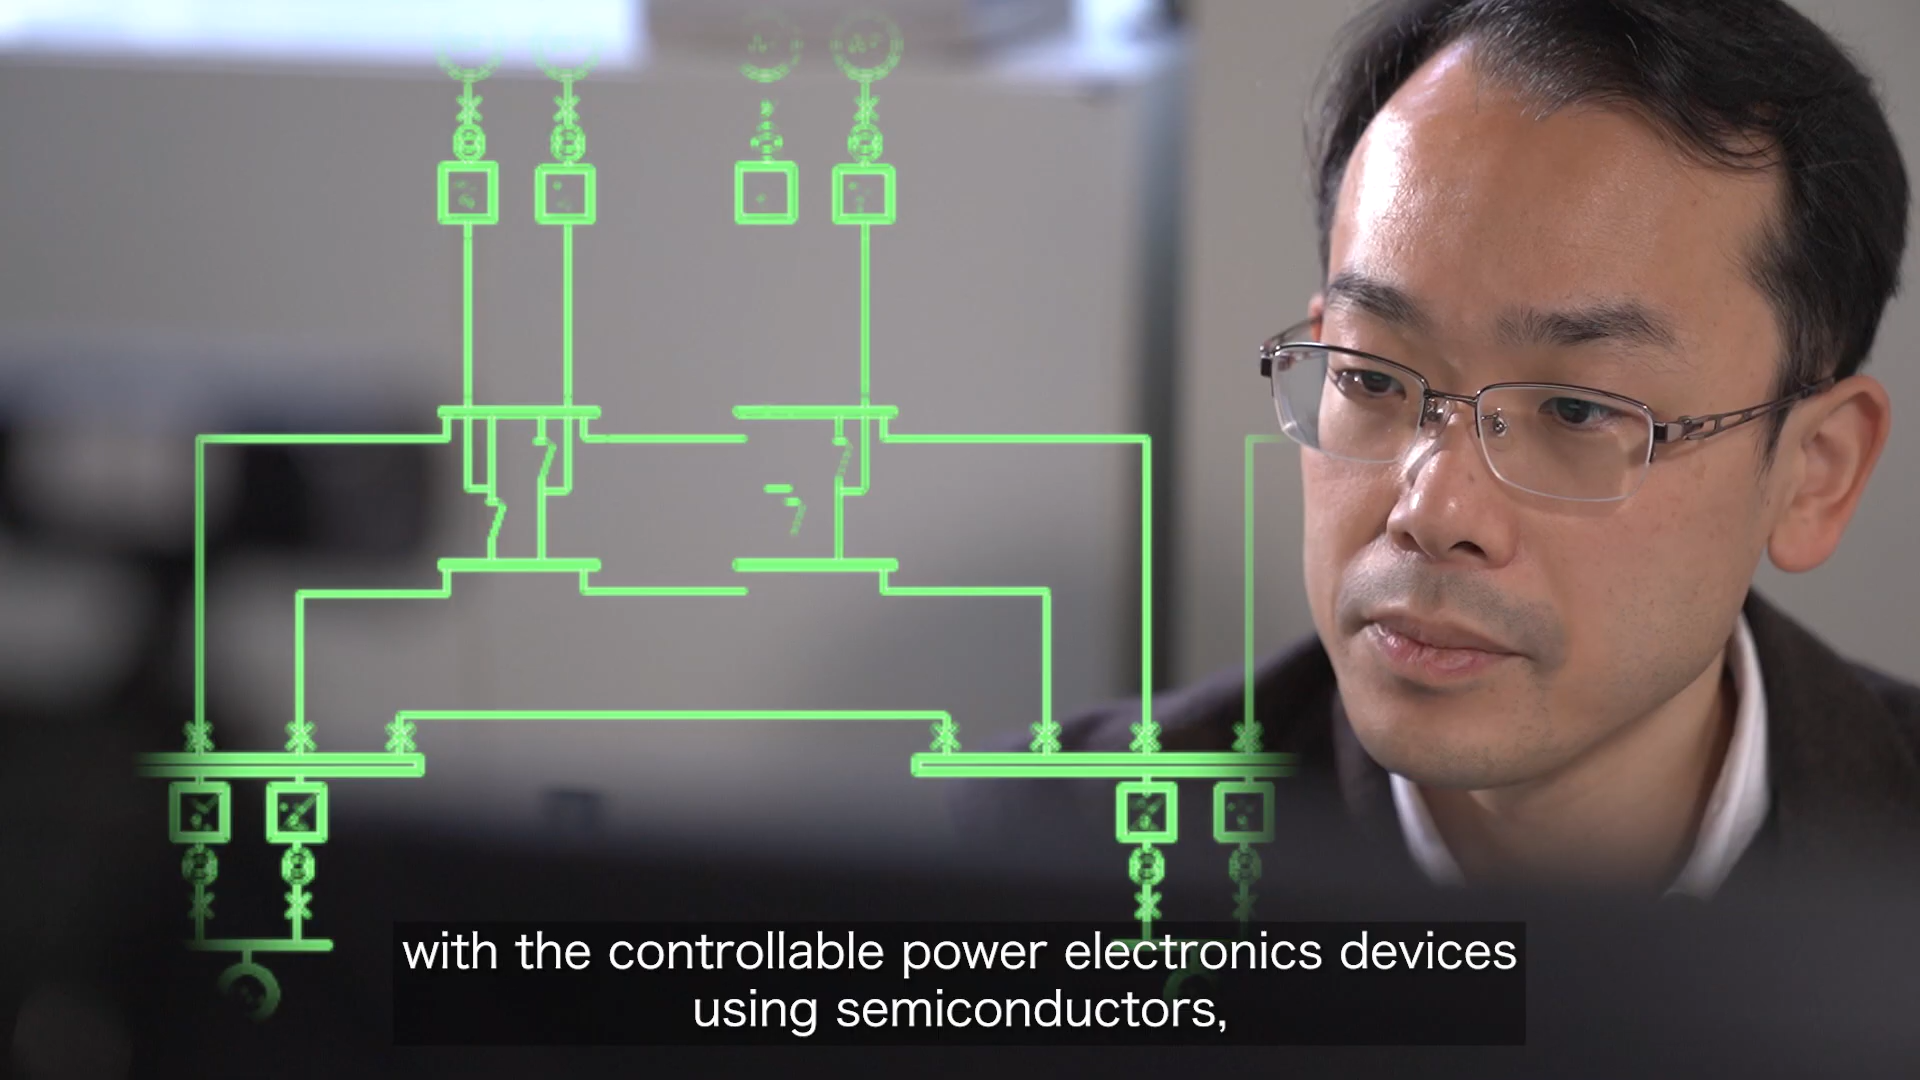 with the controllable power electronics devices
using semiconductors,